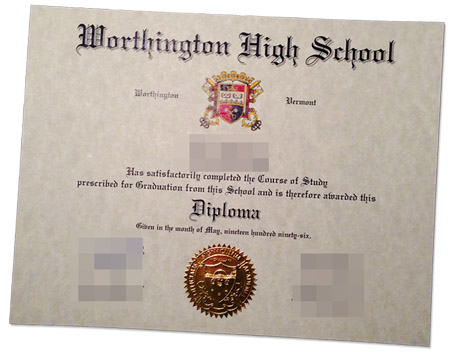 Worthington High School
Worthington Vermont
Has satisfactorily completed the Course of Study
prescribed for Graduation from this School and is therefore awarded this
Diploma
Given in the month of May, nineteen hundred ninety-six.